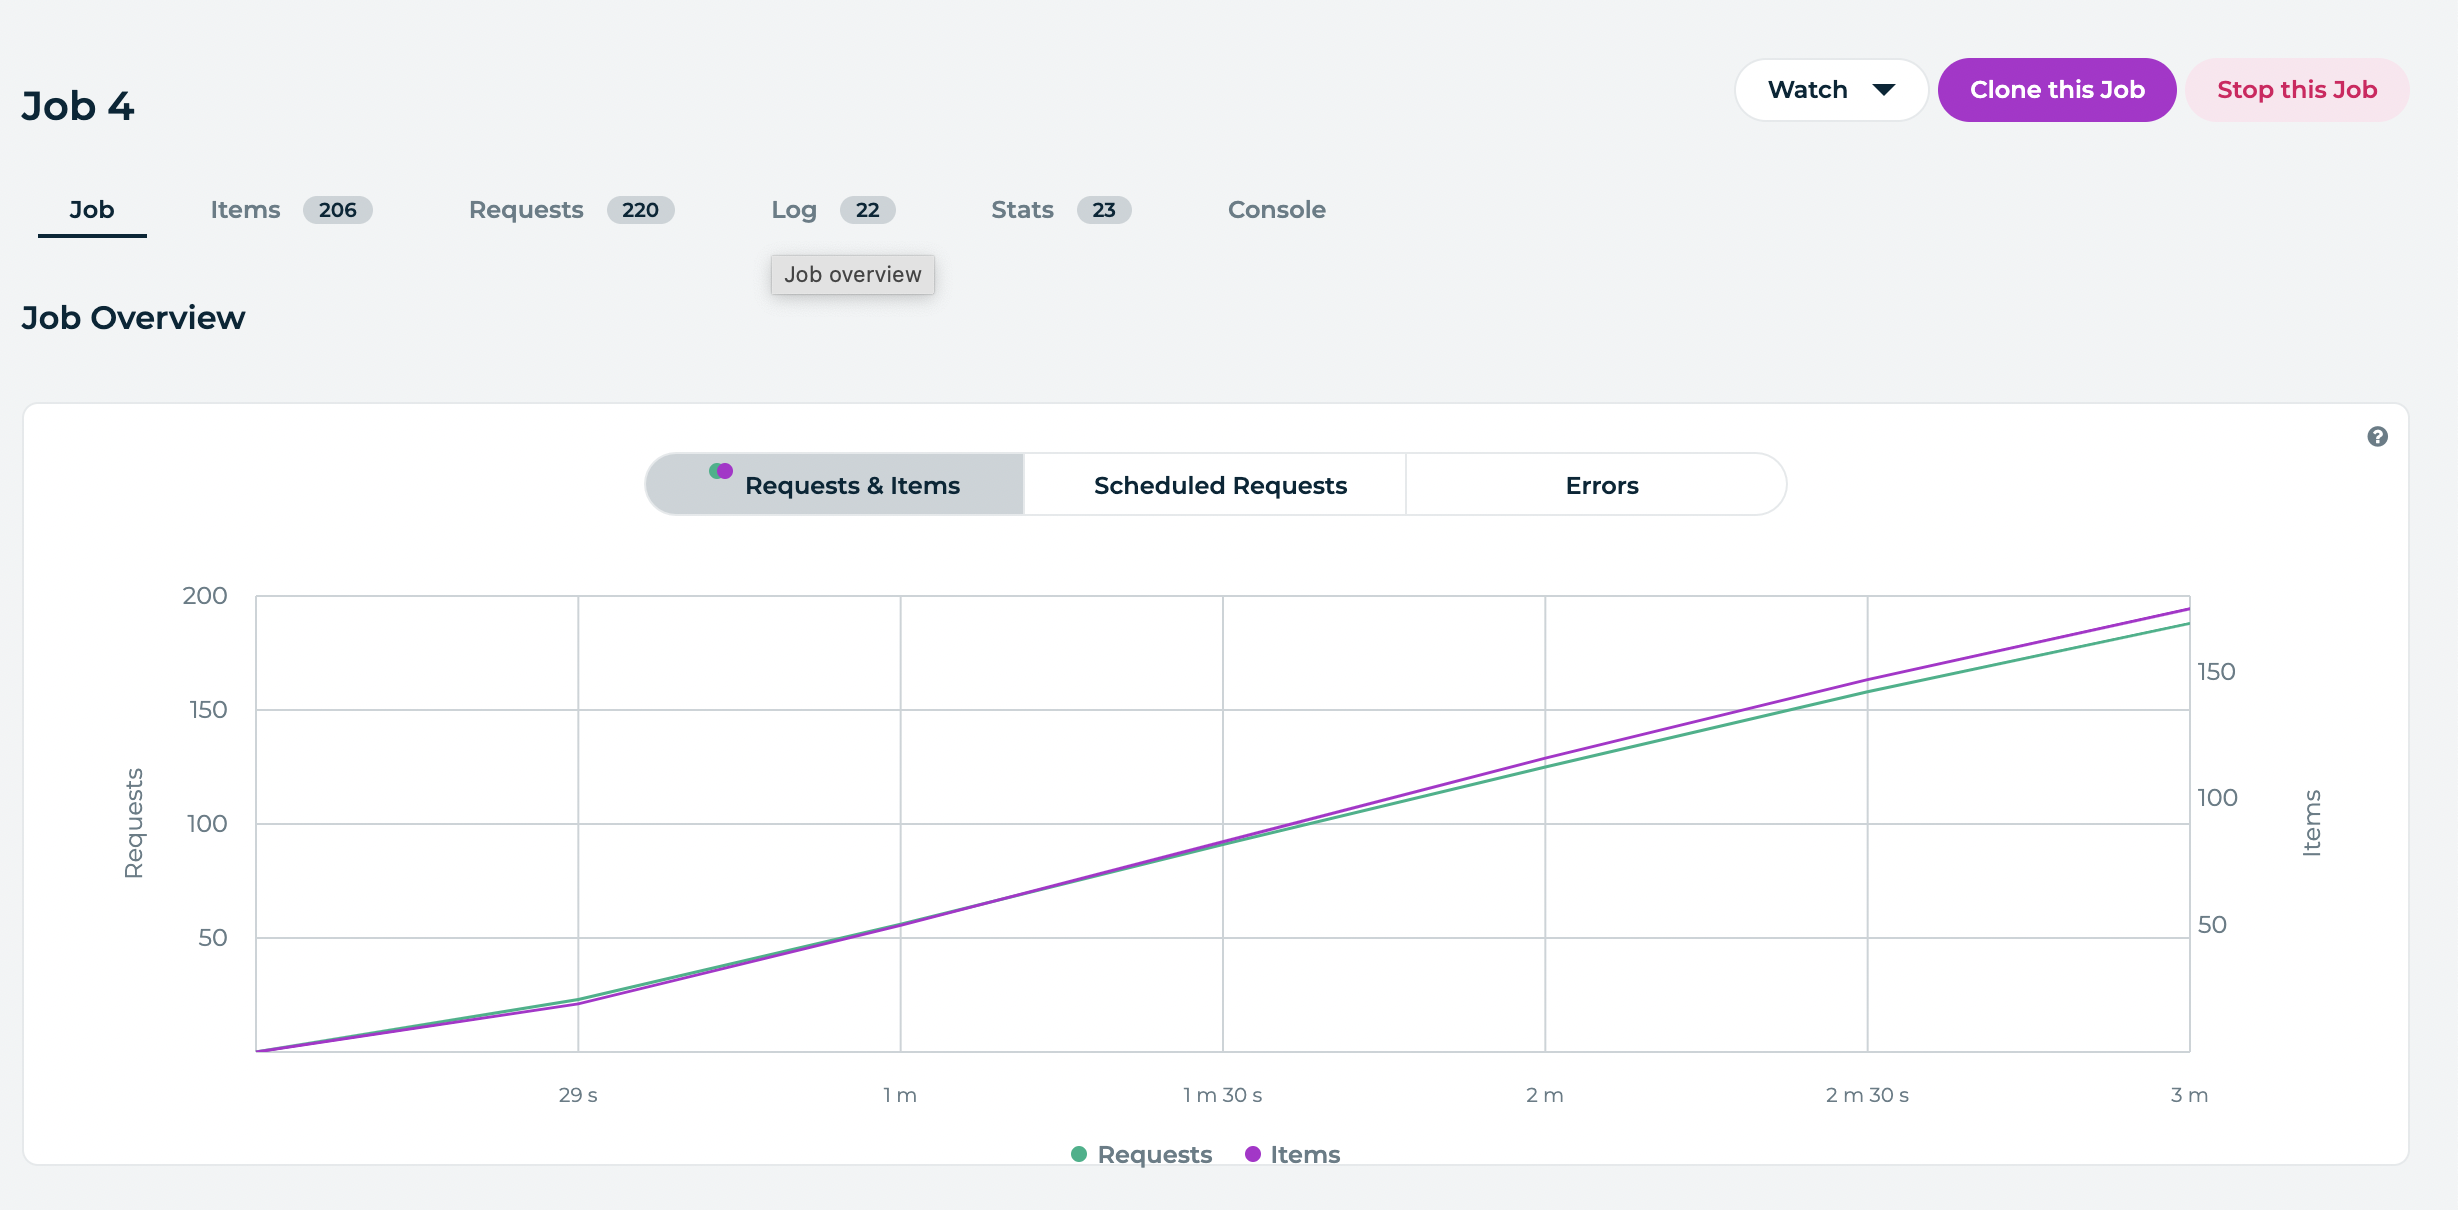 Job 4
Watch
Clone this Job
Stop this Job
Job
Items 206
Requests 220
Log 22
Stats 23
Console
Job overview
Job Overview
?
Requests & Items
Scheduled Requests
Errors
200
150
100
50
Requests
150
100
50
Items
29 s
1 m
1 m 30 s
2 m
2 m 30 s
3 m
Requests
Items